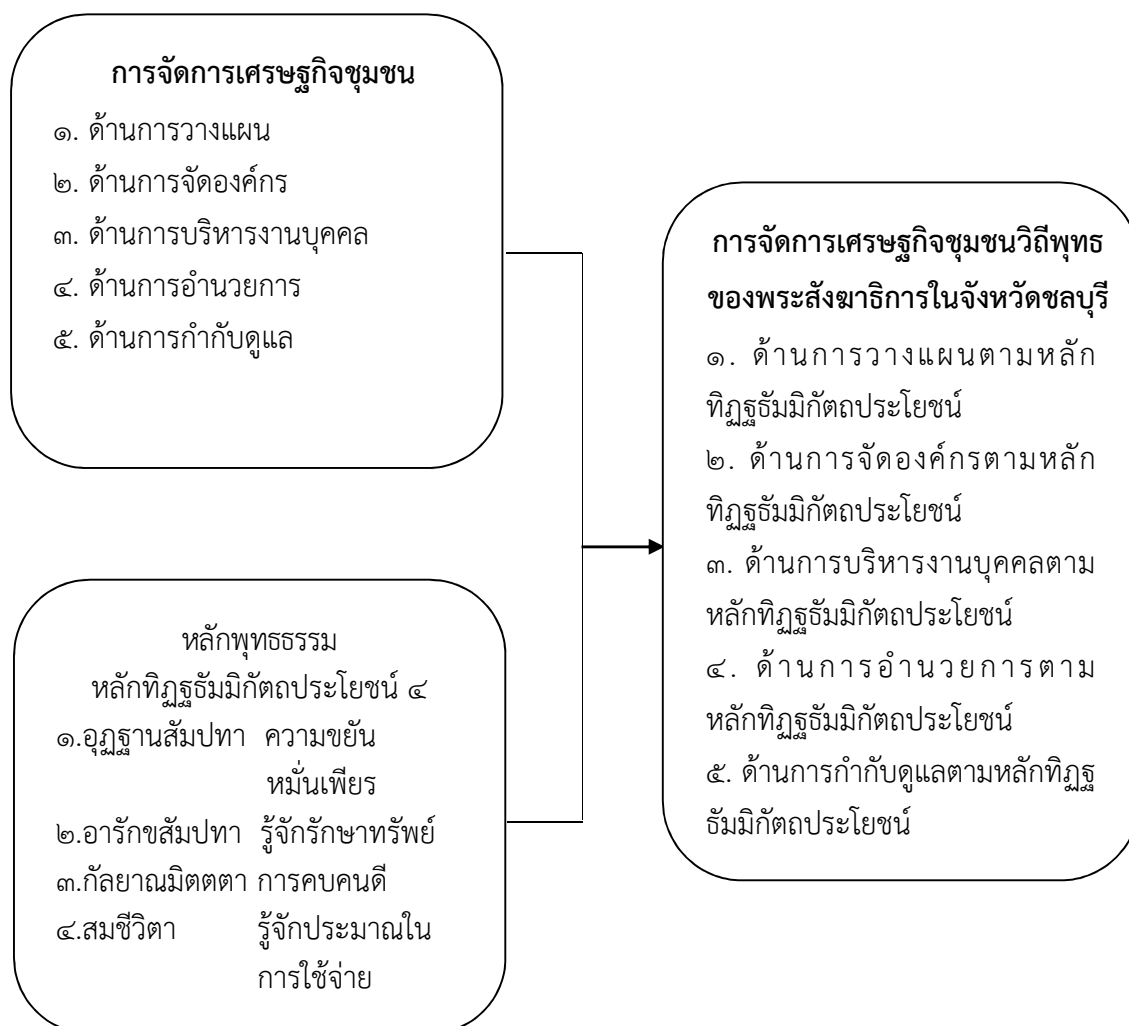 การจัดการเศรษฐกิจชุมชน
๑. ด้านการวางแผน
๒. ด้านการจัดองค์กร
๓. ด้านการบริหารงานบุคคล
๔. ด้านการอำนวยการ
๕. ด้านการกำกับดูแล
หลักพุทธธรรม
หลักทิฏฐธัมมิกัตถประโยชน์ ๔
๑.อุฏฐานสัมปทา ความขยัน
หมั่นเพียร
๒.อารักขสัมปทา รู้จักรักษาทรัพย์
๓.กัลยาณมิตตตา การคบคนดี
๔.สมชีวิตา รู้จักประมาณใน
การใช้จ่าย
การจัดการเศรษฐกิจชุมชนวิถีพุทธ
ของพระสังฆาธิการในจังหวัดชลบุรี
๑. ด้านการวางแผนตามหลัก
ทิฏฐธัมมิกัตถประโยชน์
๒. ด้านการจัดองค์กรตามหลัก
ทิฏฐธัมมิกัตถประโยชน์
๓. ด้านการบริหารงานบุคคลตาม
หลักทิฏฐธัมมิกัตถประโยชน์
๔. ด้านการอำนวยการตาม
หลักทิฏฐธัมมิกัตถประโยชน์
๕. ด้านการกำกับดูแลตามหลักทิฏฐ
ธัมมิกัตถประโยชน์